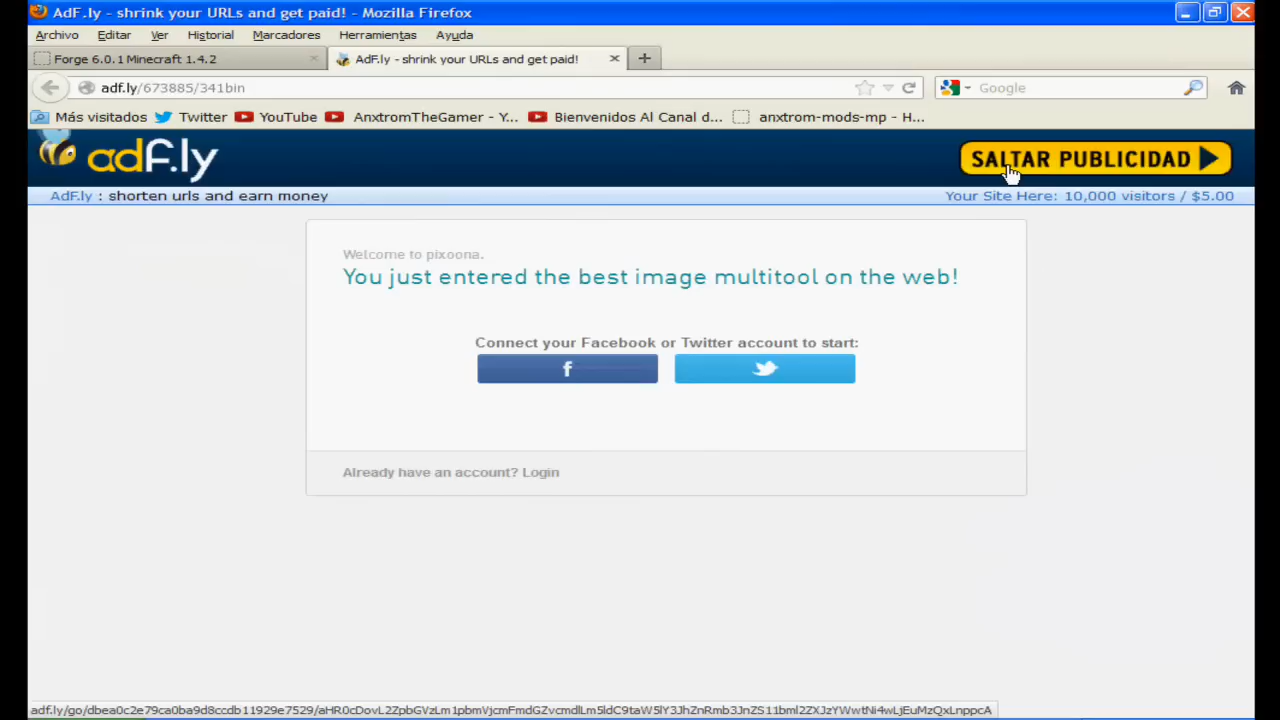 AdF.ly - shrink your URLs and get paid! - Mozilla Firefox
Archivo Editar Ver Historial Marcadores Herramientas Ayuda
Forge 6.0.1 Minecraft 1.4.2
AdF.ly - shrink your URLs and get paid!
adf.ly/673885/341bin
Google
Más visitados Twitter YouTube AnxtromTheGamer - Y... Bienvenidos Al Canal d... anxtrom-mods-mp - H...
adf.ly
SALTAR PUBLICIDAD
AdF.ly : shorten urls and earn money
Your Site Here: 10,000 visitors / $5.00
Welcome to pixoona.
You just entered the best image multitool on the web!
Connect your Facebook or Twitter account to start:
f
Already have an account? Login